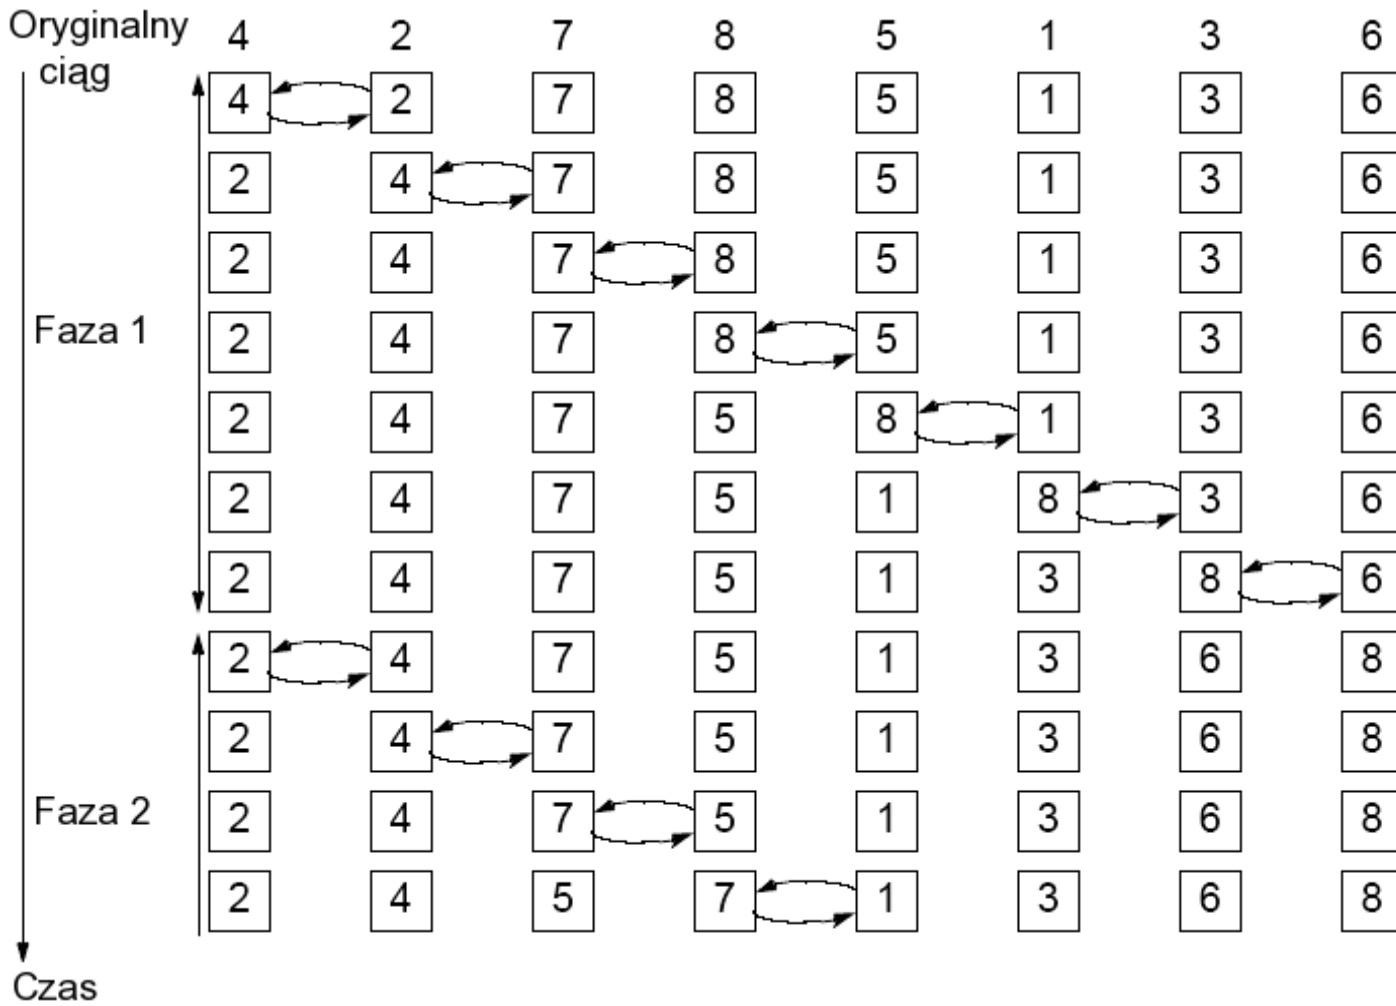 Oryginalny 4 2 7 8 5 1 3 6
ciąg
4 2 7 8 5 1 3 6
2 4 7 8 5 1 3 6
2 4 7 8 5 1 3 6
Faza 1 2 4 7 8 5 1 3 6
2 4 7 5 8 1 3 6
2 4 7 5 1 8 3 6
2 4 7 5 1 3 8 6
2 4 7 5 1 3 6 8
2 4 7 5 1 3 6 8
Faza 2 2 4 7 5 1 3 6 8
2 4 5 7 1 3 6 8
Czas